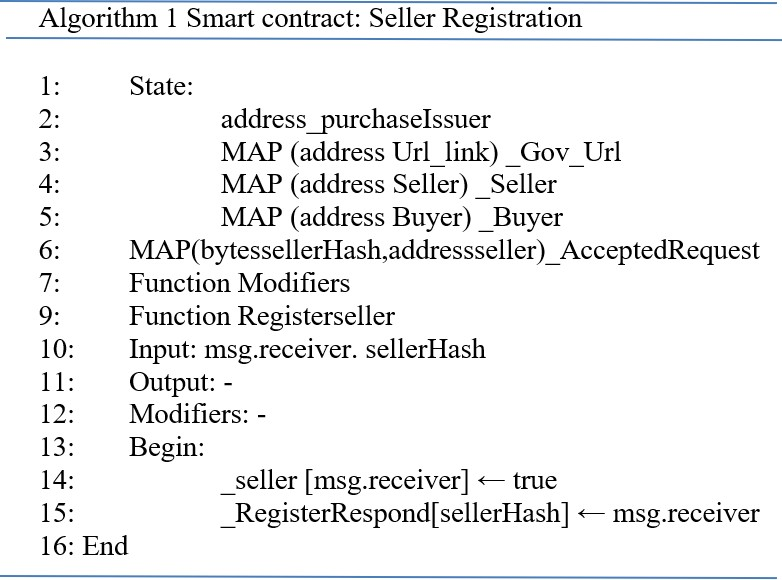 Algorithm 1 Smart contract: Seller Registration
1: State:
2: address_purchaseIssuer
3: MAP (address Url_link) _Gov_Url
4: MAP (address Seller) _Seller
5: MAP (address Buyer) _Buyer
6: MAP(bytessellerHash,addressseller)_AcceptedRequest
7: Function Modifiers
9: Function Registerseller
10: Input: msg.receiver. sellerHash
11: Output: -
12: Modifiers: -
13: Begin:
14: _seller [msg.receiver] ← true
15: _RegisterRespond[sellerHash] ← msg.receiver
16: End